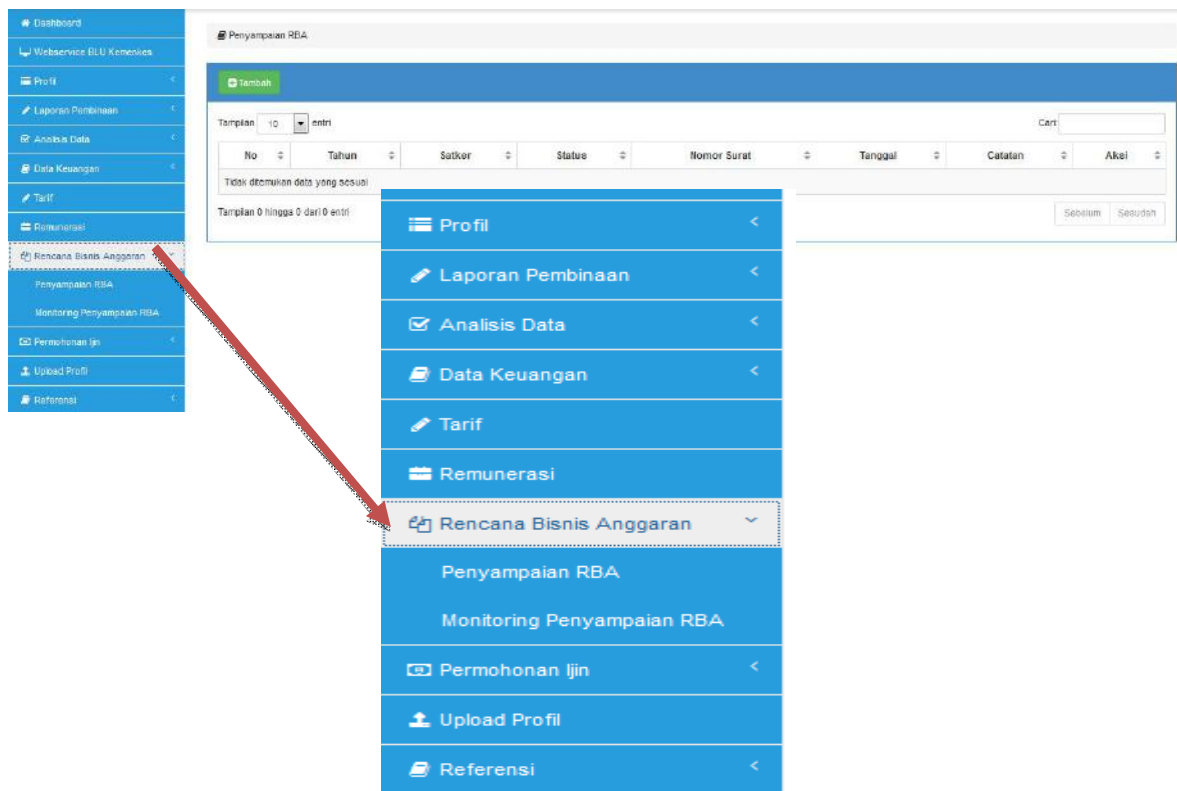 Dashboard
Webservice BLU Kemenkes
Profil
Laporan Pembinaan
Analisis Data
Data Keuangan
Tarif
Remunerasi
Rencana Bisnis Anggaran
Penyampaian RBA
Monitoring Penyampaian RBA
Permohonan Ijin
Upload Profil
Referensi
Penyampaian RBA
Tambah
Tampilan 10 entri
Cari:
No Tahun Satker Status Nomor Surat Tanggal Catatan Aksi
Tidak ditemukan data yang sesuai
Tampilan 0 hingga 0 dari 0 entri
Sebelum Sesudah
Profil
Laporan Pembinaan
Analisis Data
Data Keuangan
Tarif
Remunerasi
Rencana Bisnis Anggaran
Penyampaian RBA
Monitoring Penyampaian RBA
Permohonan Ijin
Upload Profil
Referensi